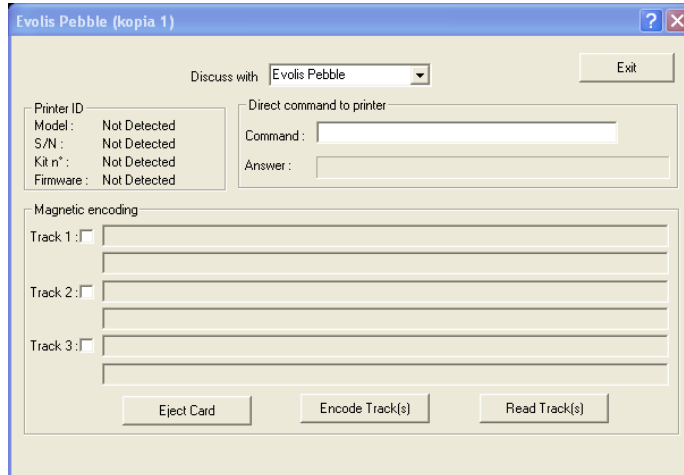 Evolis Pebble (kopia 1)
Discuss with Evolis Pebble
Exit
Printer ID
Model : Not Detected
S/N : Not Detected
Kit n° : Not Detected
Firmware : Not Detected
Direct command to printer
Command :
Answer :
Magnetic encoding
Track 1 :
Track 2 :
Track 3 :
Eject Card Encode Track(s) Read Track(s)